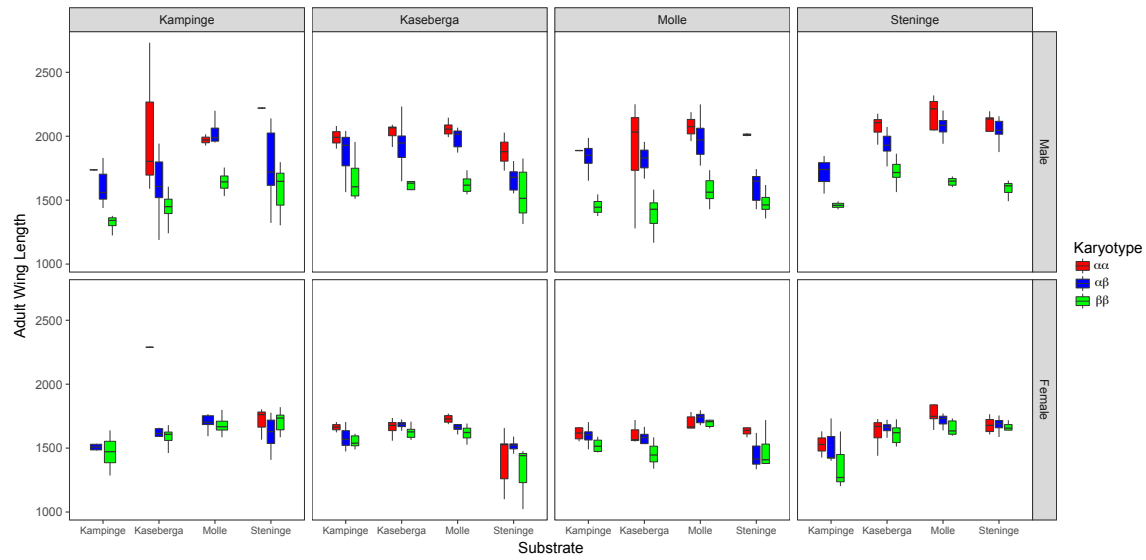 Kampinge Kaseberga Molle Steninge
2500
2000
1500
1000
Male
2500
2000
1500
1000
Female
Adult Wing Length
Kampinge Kaseberga Molle Steninge Kampinge Kaseberga Molle Steninge Kampinge Kaseberga Molle Steninge Kampinge Kaseberga Molle Steninge
Substrate
Karyotype
αα
αβ
ββ